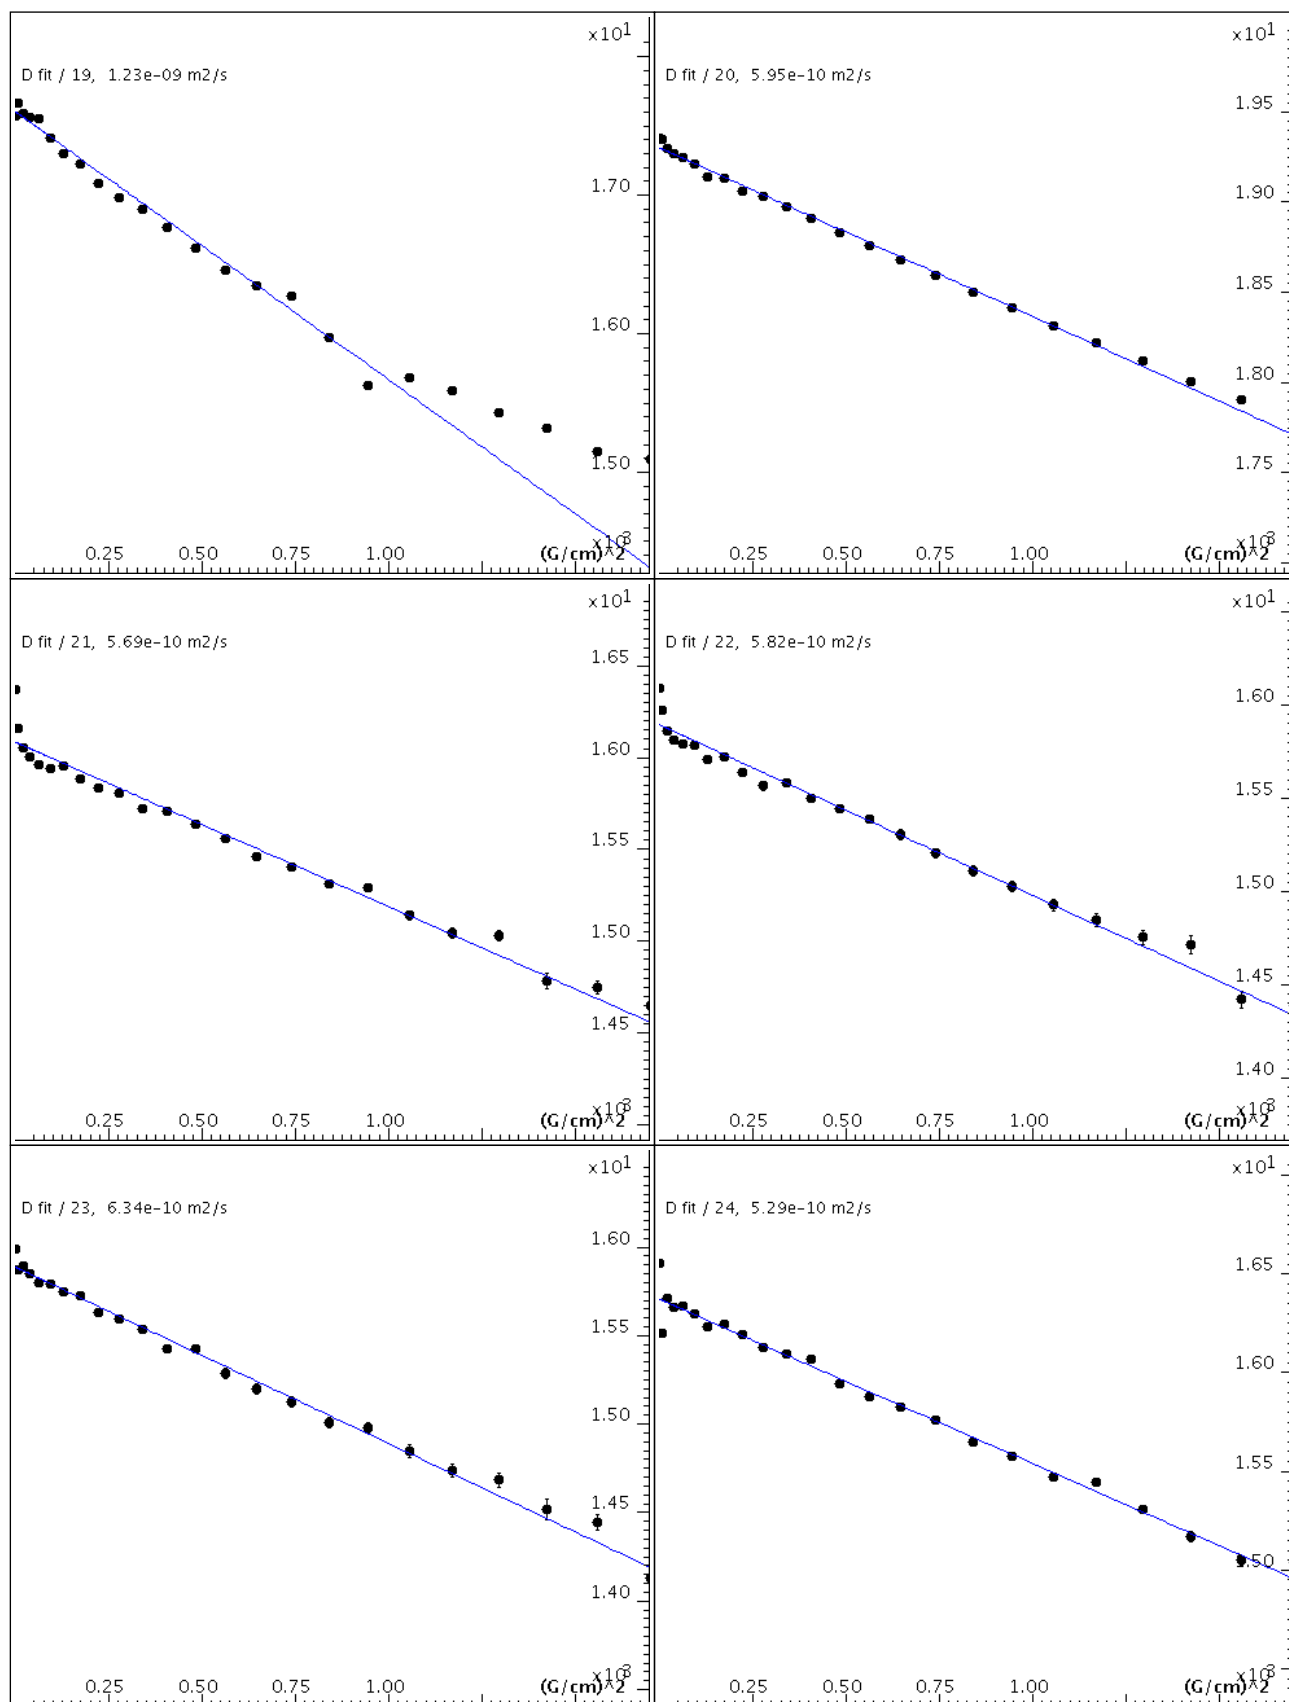 x10¹
D fit / 19, 1.23e–09 m2/s
1.70
1.60
1.50
x10³
0.25 0.50 0.75 1.00 (G/cm)^2
x10¹
D fit / 20, 5.95e–10 m2/s
1.95
1.90
1.85
1.80
1.75
x10³
0.25 0.50 0.75 1.00 (G/cm)^2
x10¹
D fit / 21, 5.69e–10 m2/s
1.65
1.60
1.55
1.50
1.45
x10³
0.25 0.50 0.75 1.00 (G/cm)^2
x10¹
D fit / 22, 5.82e–10 m2/s
1.60
1.55
1.50
1.45
1.40
x10³
0.25 0.50 0.75 1.00 (G/cm)^2
x10¹
D fit / 23, 6.34e–10 m2/s
1.60
1.55
1.50
1.45
1.40
x10³
0.25 0.50 0.75 1.00 (G/cm)^2
x10¹
D fit / 24, 5.29e–10 m2/s
1.65
1.60
1.55
1.50
x10³
0.25 0.50 0.75 1.00 (G/cm)^2